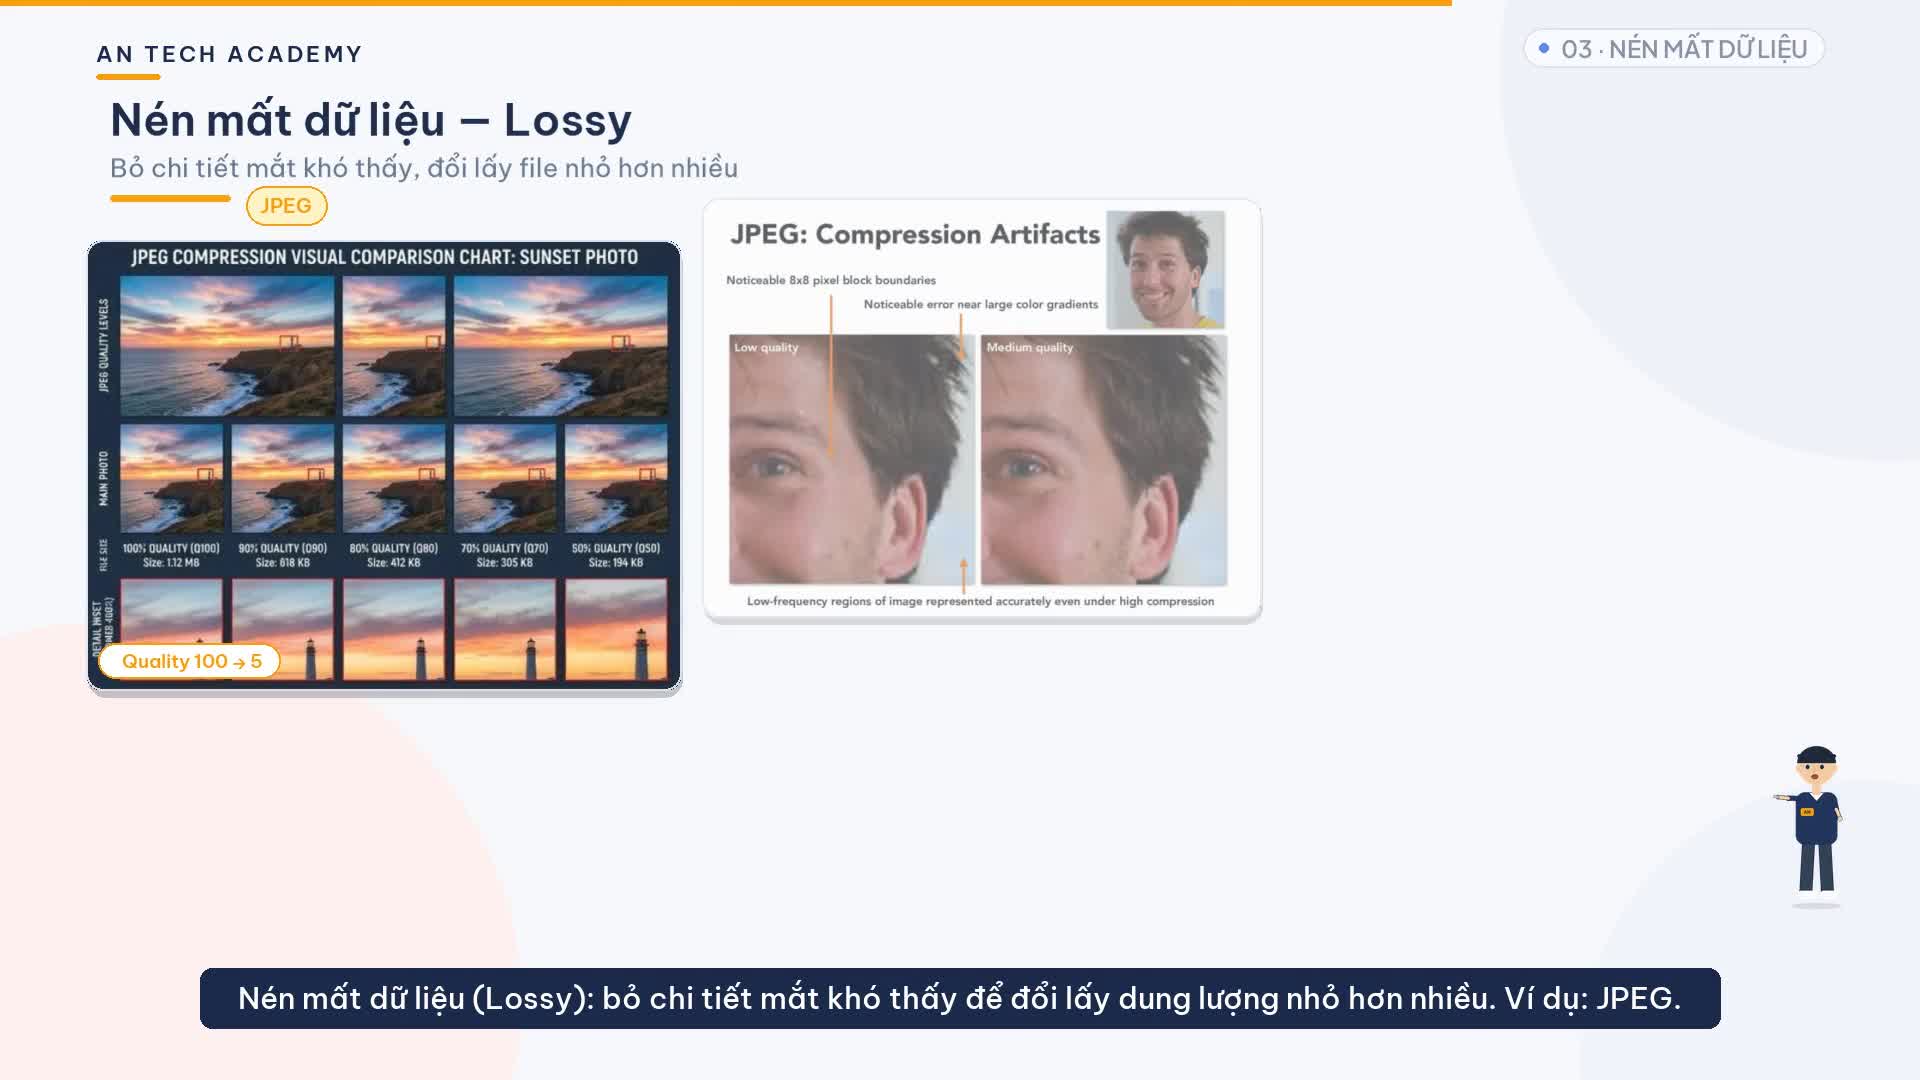 AN TECH ACADEMY
03 · NÉN MẤT DỮ LIỆU
Nén mất dữ liệu — Lossy
Bỏ chi tiết mắt khó thấy, đổi lấy file nhỏ hơn nhiều
JPEG
JPEG COMPRESSION VISUAL COMPARISON CHART: SUNSET PHOTO
JPEG QUALITY LEVELS
MAIN PHOTO
FILE SIZE
100% QUALITY (Q100)
Size: 1.12 MB
90% QUALITY (Q90)
Size: 618 KB
80% QUALITY (Q80)
Size: 412 KB
70% QUALITY (Q70)
Size: 305 KB
50% QUALITY (Q50)
Size: 194 KB
DETAIL INSET
Quality 100 → 5
JPEG: Compression Artifacts
Noticeable 8x8 pixel block boundaries
Noticeable error near large color gradients
Low quality
Medium quality
Low-frequency regions of image represented accurately even under high compression
Nén mất dữ liệu (Lossy): bỏ chi tiết mắt khó thấy để đổi lấy dung lượng nhỏ hơn nhiều. Ví dụ: JPEG.